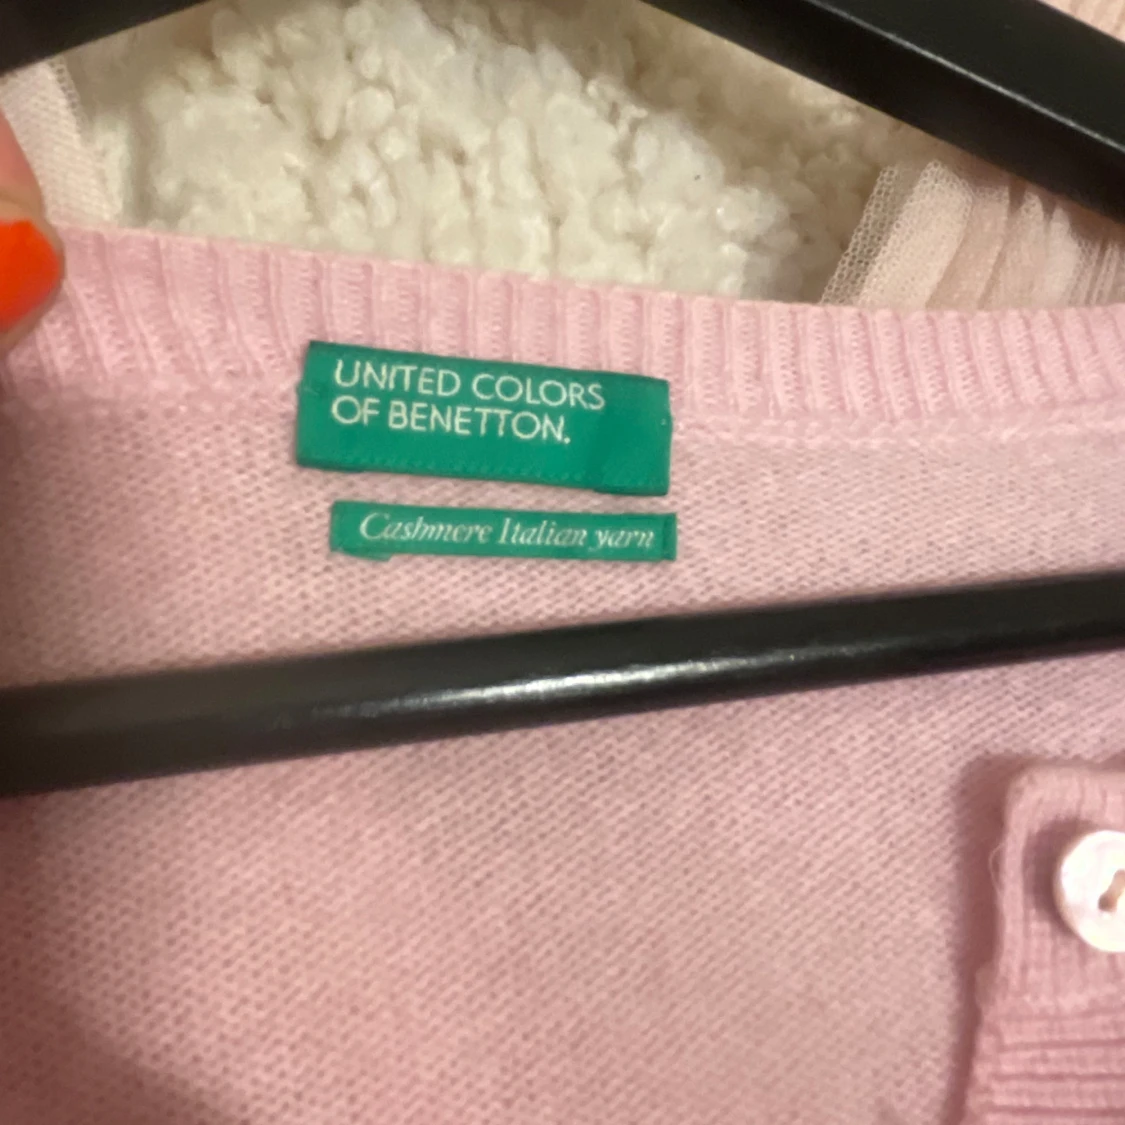 UNITED COLORS
OF BENETTON.
Cashmere Italian yarn